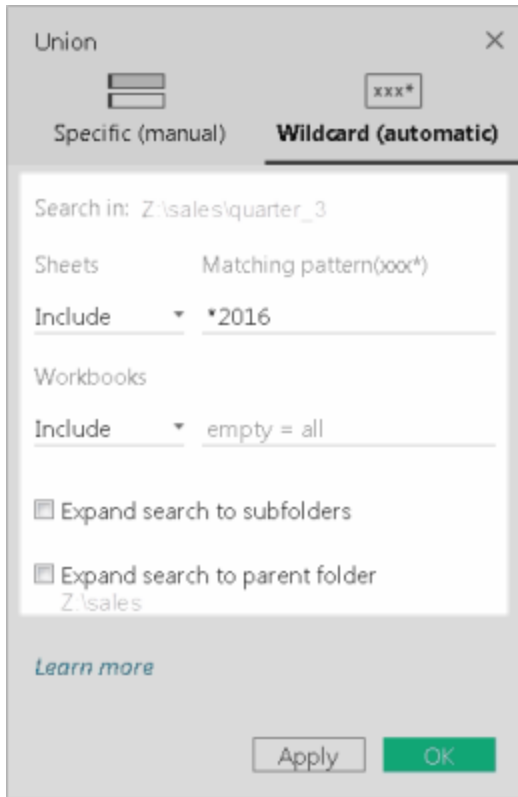 Union
xxx*
Specific (manual) Wildcard (automatic)
Search in: Z:\sales\quarter_3
Sheets Matching pattern(xxx*)
Include *2016
Workbooks
Include empty = all
Expand search to subfolders
Expand search to parent folder
Z:\sales
Learn more
Apply OK